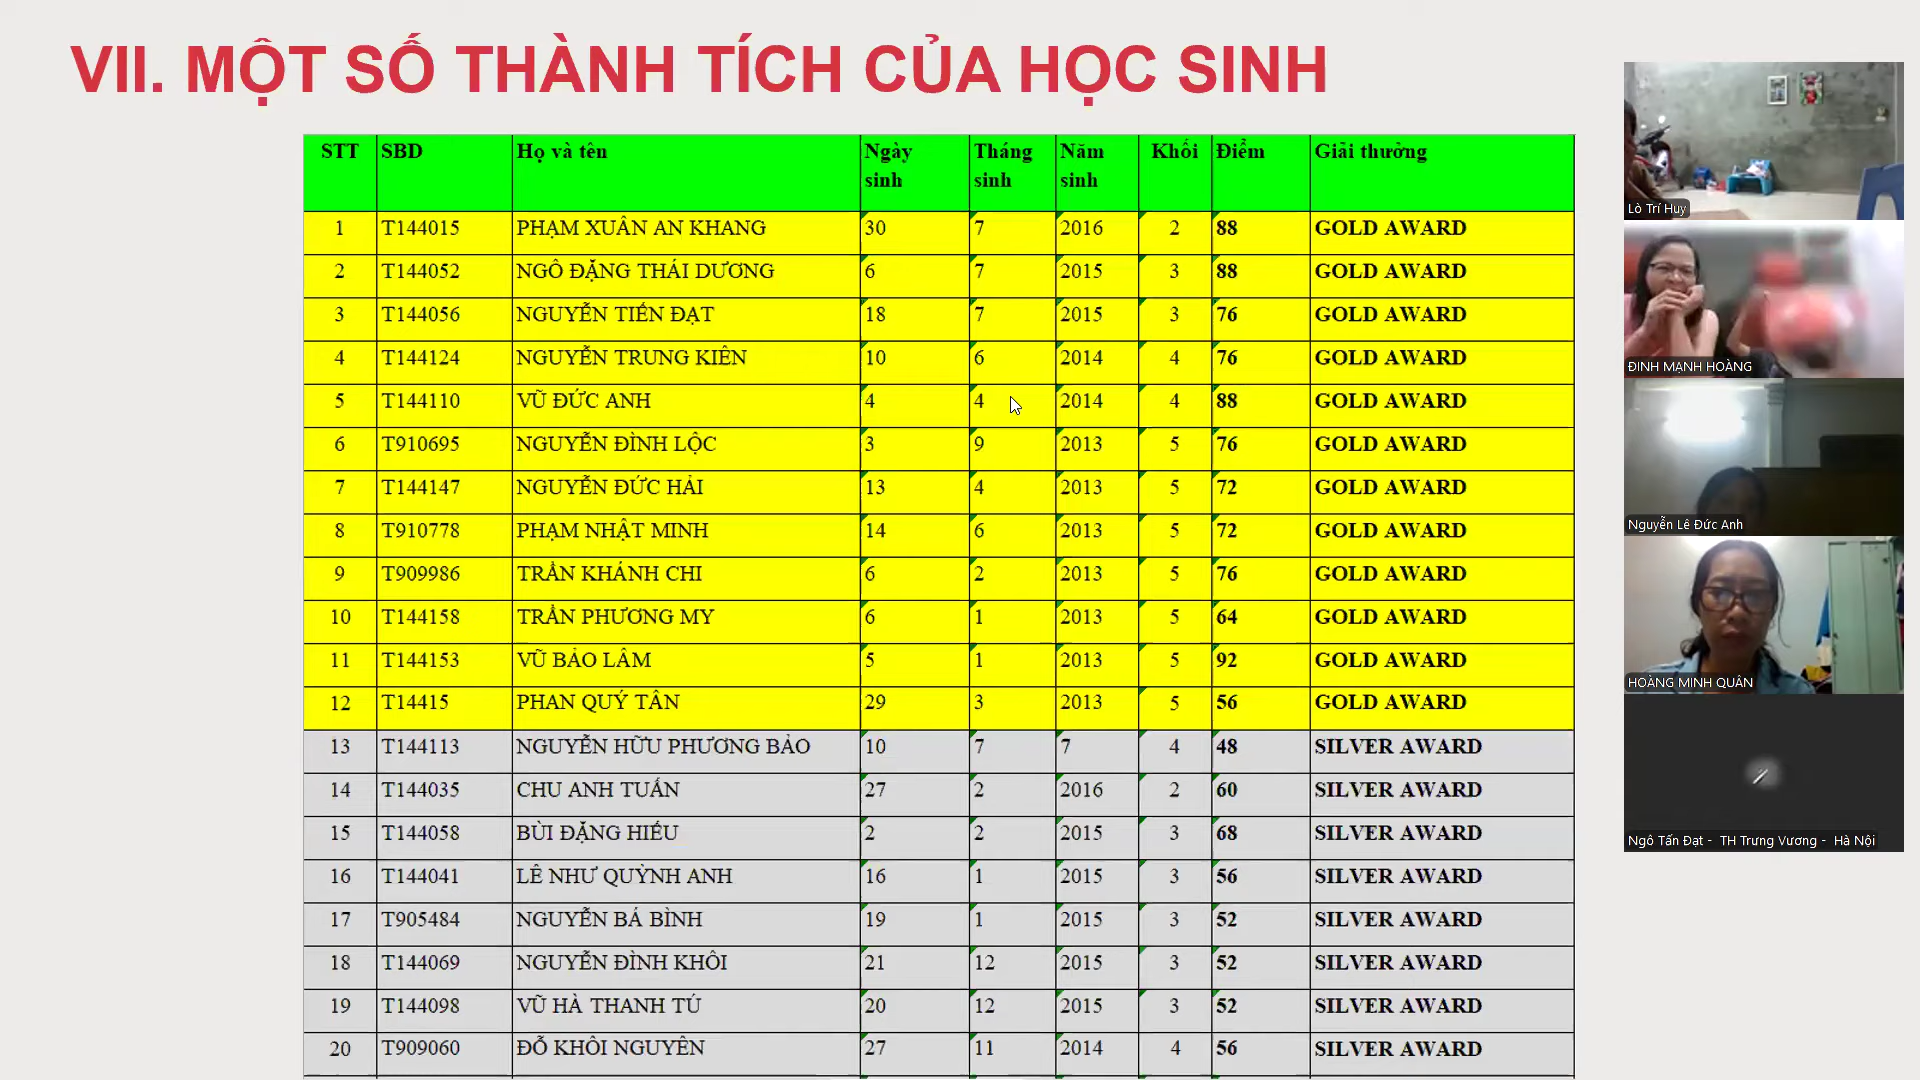 VII. MỘT SỐ THÀNH TÍCH CỦA HỌC SINH
STT SBD Họ và tên Ngày sinh Tháng sinh Năm sinh Khối Điểm Giải thưởng
1 T144015 PHẠM XUÂN AN KHANG 30 7 2016 2 88 GOLD AWARD
2 T144052 NGÔ ĐẶNG THÁI DƯƠNG 6 7 2015 3 88 GOLD AWARD
3 T144056 NGUYỄN TIẾN ĐẠT 18 7 2015 3 76 GOLD AWARD
4 T144124 NGUYỄN TRUNG KIÊN 10 6 2014 4 76 GOLD AWARD
5 T144110 VŨ ĐỨC ANH 4 4 2014 4 88 GOLD AWARD
6 T910695 NGUYỄN ĐÌNH LỘC 3 9 2013 5 76 GOLD AWARD
7 T144147 NGUYỄN ĐỨC HẢI 13 4 2013 5 72 GOLD AWARD
8 T910778 PHẠM NHẬT MINH 14 6 2013 5 72 GOLD AWARD
9 T909986 TRẦN KHÁNH CHI 6 2 2013 5 76 GOLD AWARD
10 T144158 TRẦN PHƯƠNG MY 6 1 2013 5 64 GOLD AWARD
11 T144153 VŨ BẢO LÂM 5 1 2013 5 92 GOLD AWARD
12 T14415 PHAN QUÝ TÂN 29 3 2013 5 56 GOLD AWARD
13 T144113 NGUYỄN HỮU PHƯƠNG BẢO 10 7 7 4 48 SILVER AWARD
14 T144035 CHU ANH TUẤN 27 2 2016 2 60 SILVER AWARD
15 T144058 BÙI ĐẶNG HIẾU 2 2 2015 3 68 SILVER AWARD
16 T144041 LÊ NHƯ QUỲNH ANH 16 1 2015 3 56 SILVER AWARD
17 T905484 NGUYỄN BÁ BÌNH 19 1 2015 3 52 SILVER AWARD
18 T144069 NGUYỄN ĐÌNH KHÔI 21 12 2015 3 52 SILVER AWARD
19 T144098 VŨ HÀ THANH TÚ 20 12 2015 3 52 SILVER AWARD
20 T909060 ĐỖ KHÔI NGUYÊN 27 11 2014 4 56 SILVER AWARD
Lò Trí Huy
ĐINH MẠNH HOÀNG
Nguyễn Lê Đức Anh
HOÀNG MINH QUÂN
Ngô Tấn Đạt - TH Trưng Vương - Hà Nội